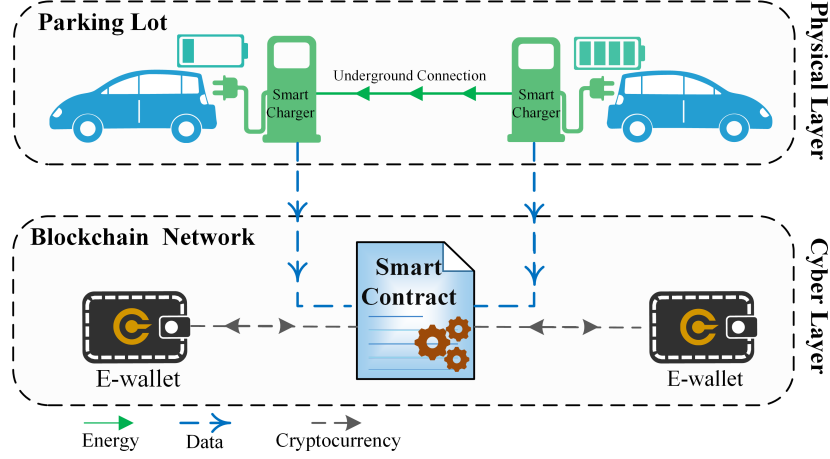 Parking Lot
Underground Connection
Smart
Charger
Smart
Charger
Physical Layer
Blockchain Network
Smart
Contract
E-wallet
E-wallet
Cyber Layer
Energy
Data
Cryptocurrency